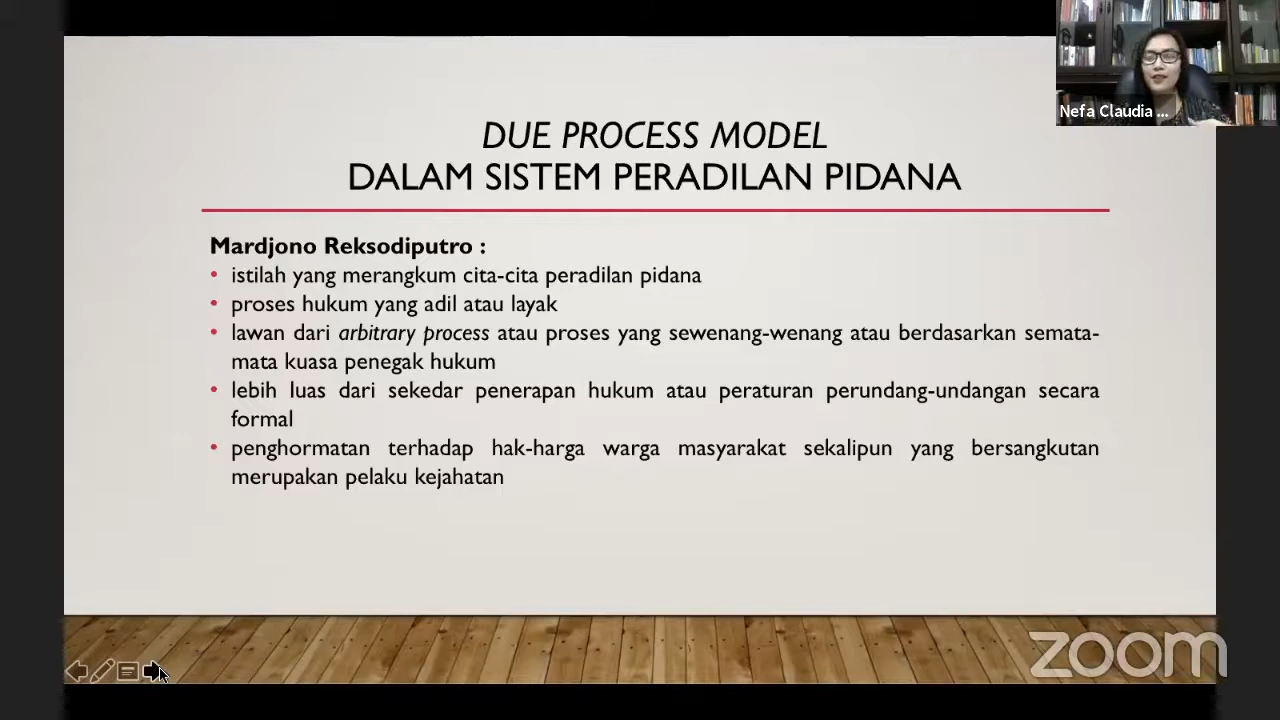 DUE PROCESS MODEL
DALAM SISTEM PERADILAN PIDANA
Nefa Claudia ...
Mardjono Reksodiputro :
• istilah yang merangkum cita-cita peradilan pidana
• proses hukum yang adil atau layak
• lawan dari arbitrary process atau proses yang sewenang-wenang atau berdasarkan semata-
mata kuasa penegak hukum
• lebih luas dari sekedar penerapan hukum atau peraturan perundang-undangan secara
formal
• penghormatan terhadap hak-harga warga masyarakat sekalipun yang bersangkutan
merupakan pelaku kejahatan
zoom